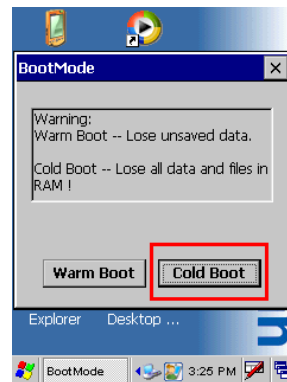 BootMode
Warning:
Warm Boot -- Lose unsaved data.
Cold Boot -- Lose all data and files in
RAM !
Warm Boot Cold Boot
Explorer Desktop ...
BootMode 3:25 PM